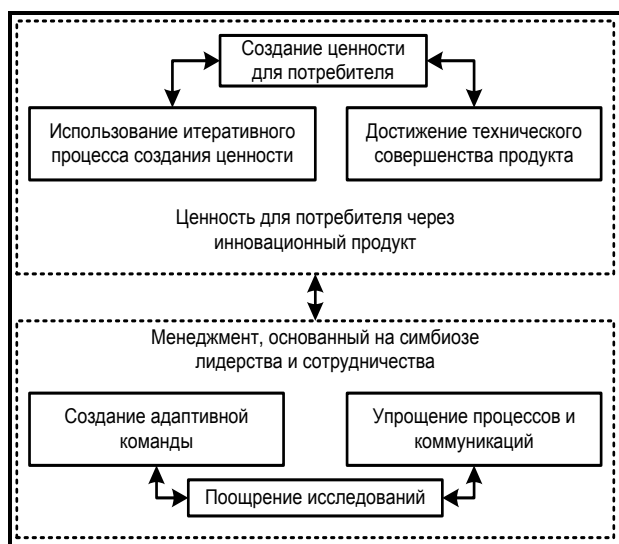 Создание ценности
для потребителя
Использование итеративного
процесса создания ценности
Достижение технического
совершенства продукта
Ценность для потребителя через
инновационный продукт
Менеджмент, основанный на симбиозе
лидерства и сотрудничества
Создание адаптивной
команды
Упрощение процессов и
коммуникаций
Поощрение исследований